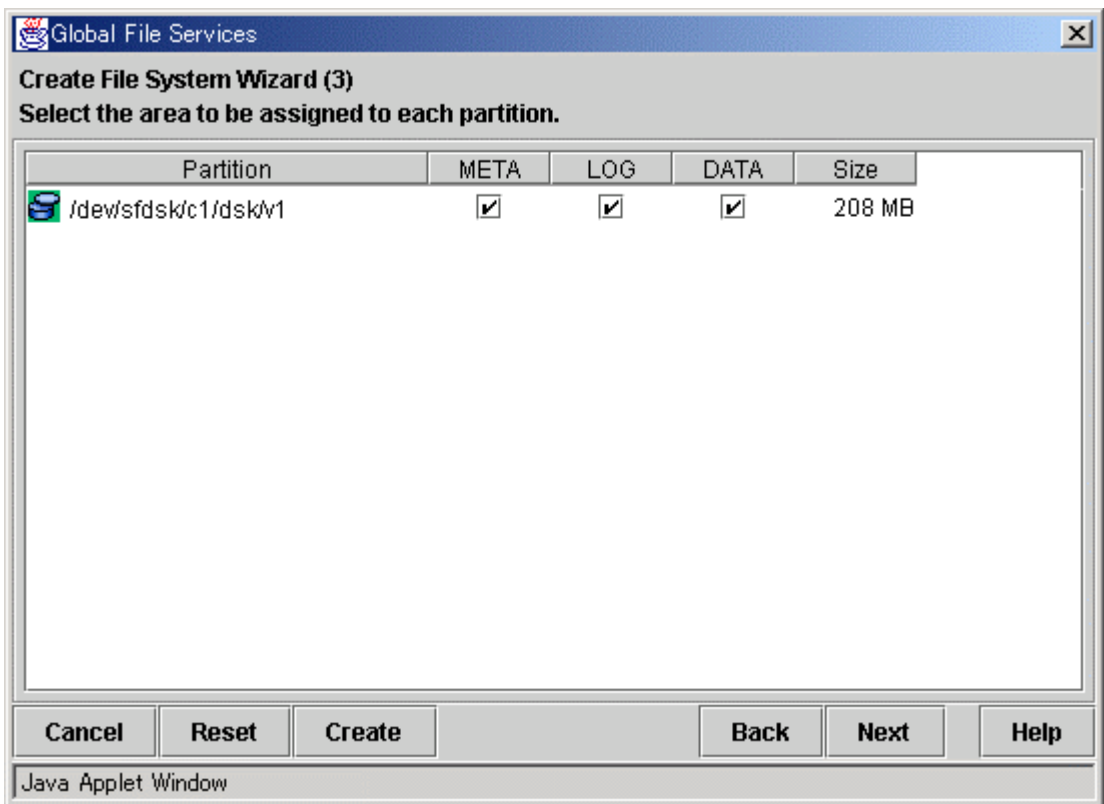 Global File Services
Create File System Wizard (3)
Select the area to be assigned to each partition.
Partition META LOG DATA Size
/dev/sfdsk/c1/dsk/v1 208 MB
Cancel Reset Create Back Next Help
Java Applet Window